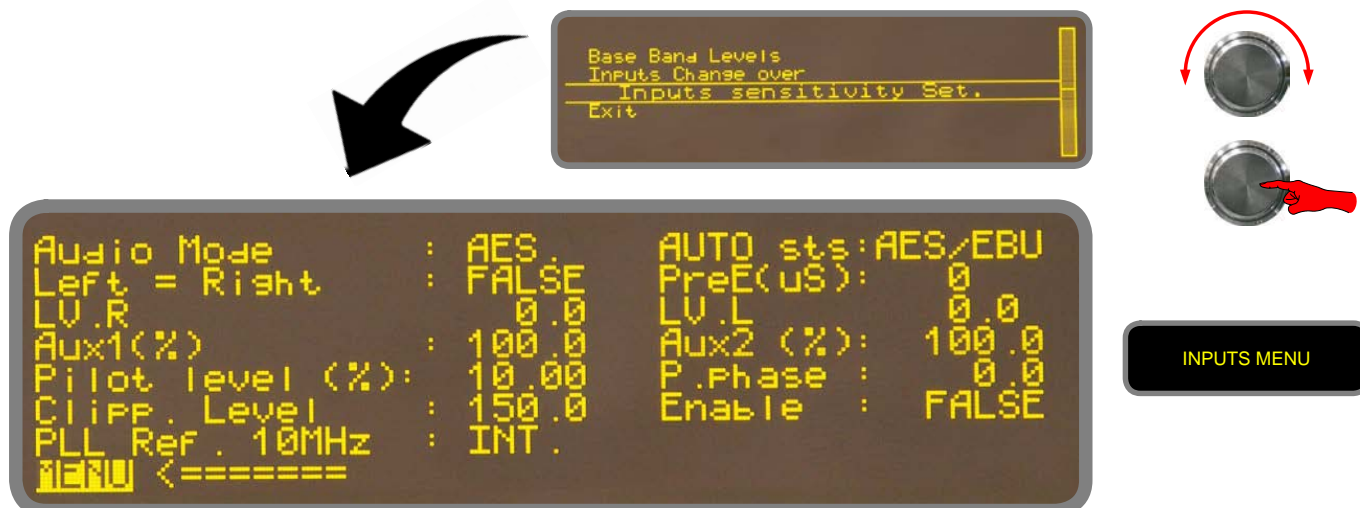 Base Band Levels
Inputs Change over
Inputs sensitivity Set.
Exit
Audio Mode : AES. AUTO sts:AES/EBU
Left = Right : FALSE PreE(uS): 0
LV.R 0.0 LV.L 0.0
Aux1(%) : 100.0 Aux2 (%): 100.0
Pilot level (%): 10.00 P.phase : 0.0
Clipp. Level : 150.0 Enable : FALSE
PLL Ref. 10MHz : INT.
MENU <=======
INPUTS MENU